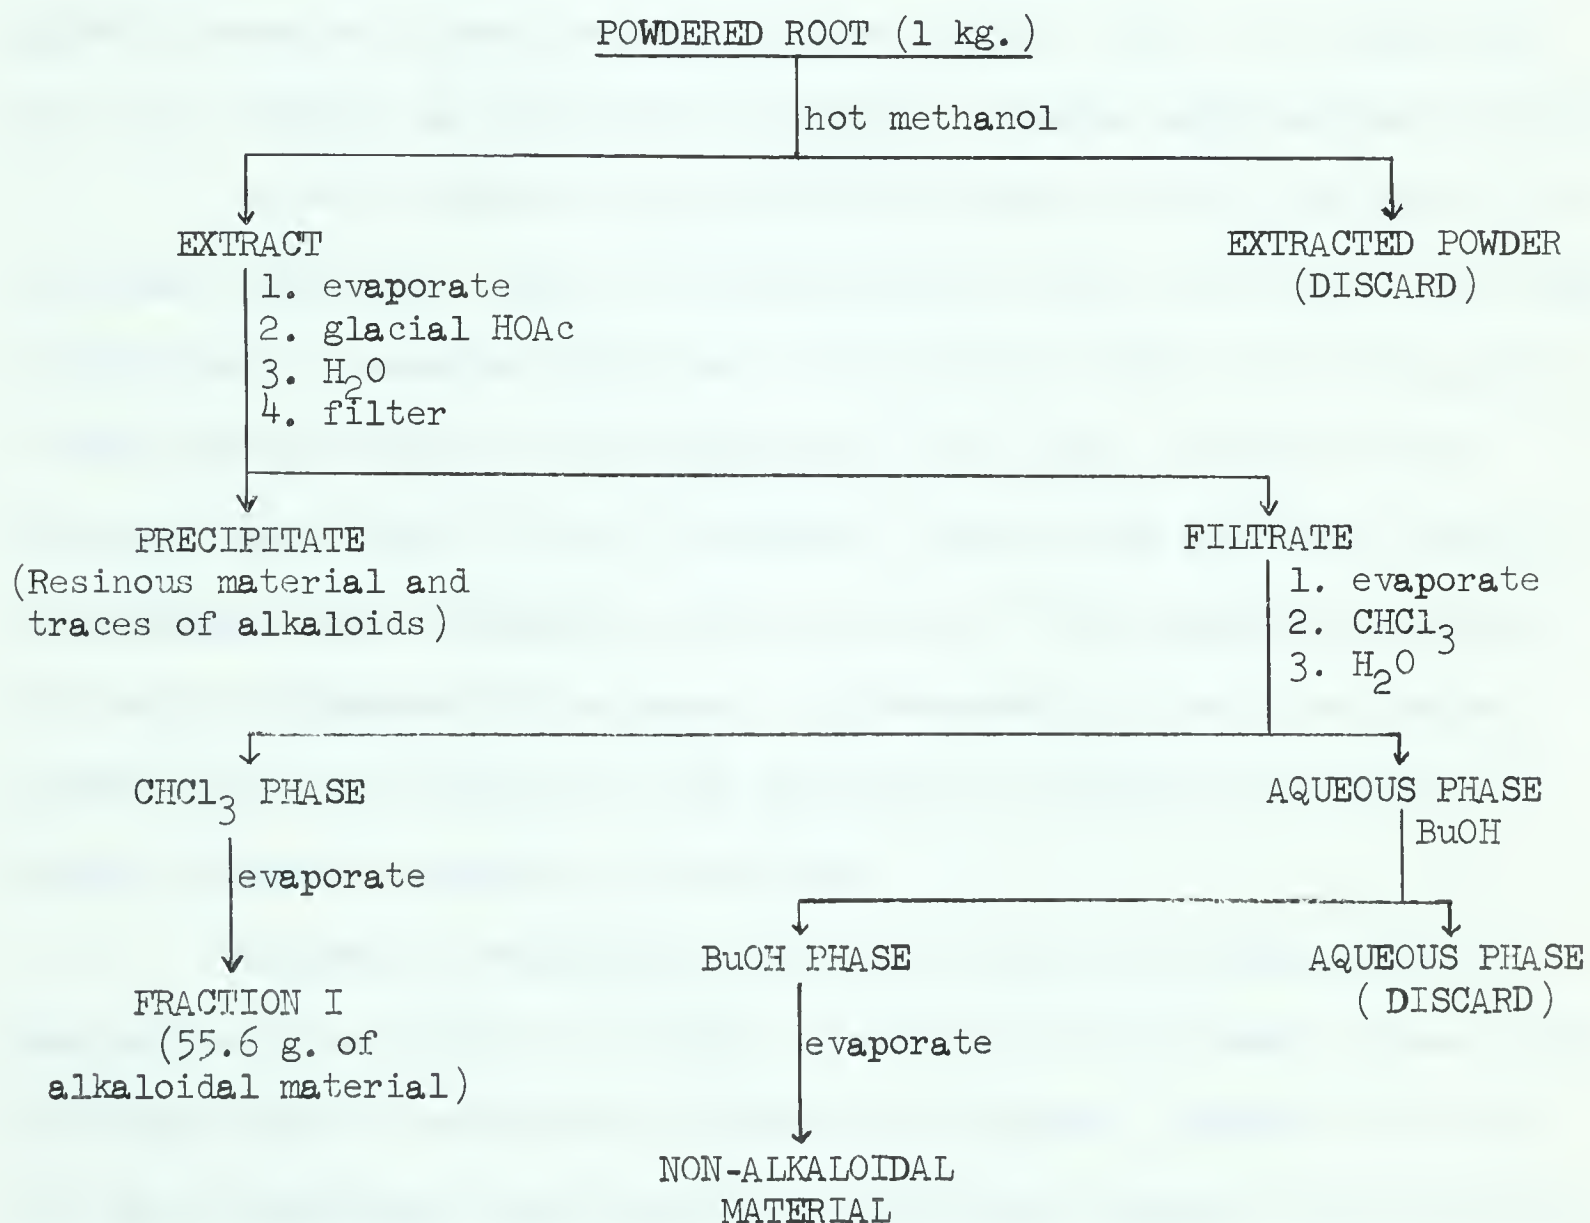 POWDERED ROOT (1 kg.)
hot methanol
EXTRACT
1. evaporate
2. glacial HOAc
3. H₂O
4. filter
EXTRACTED POWDER
(DISCARD)
PRECIPITATE
(Resinous material and
traces of alkaloids)
FILTRATE
1. evaporate
2. CHCl₃
3. H₂O
CHCl₃ PHASE
evaporate
FRACTION I
(55.6 g. of
alkaloidal material)
AQUEOUS PHASE
BuOH
BuOH PHASE
evaporate
NON-ALKALOIDAL
MATERIAL
AQUEOUS PHASE
( DISCARD)